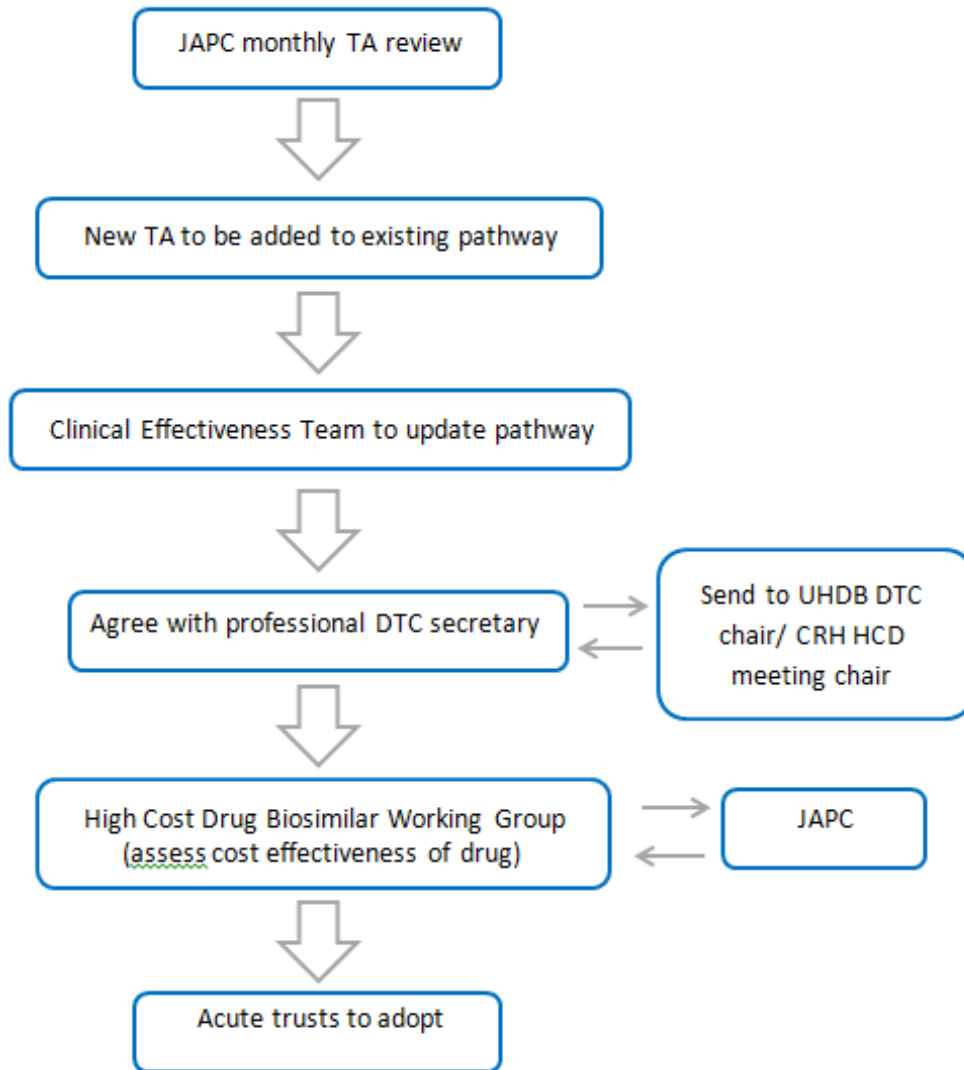 JAPC monthly TA review
New TA to be added to existing pathway
Clinical Effectiveness Team to update pathway
Agree with professional DTC secretary
Send to UHDB DTC
chair/ CRH HCD
meeting chair
High Cost Drug Biosimilar Working Group
(assess cost effectiveness of drug)
JAPC
Acute trusts to adopt